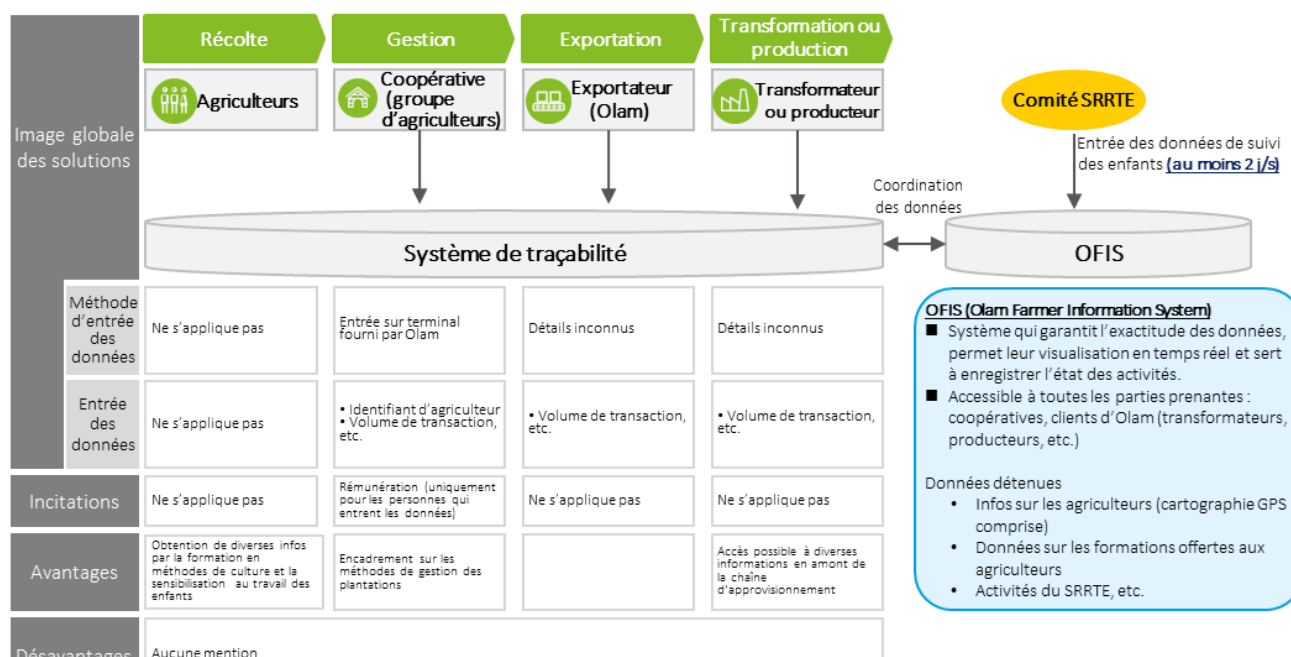 Récolte
Gestion
Exportation
Transformation ou
production
Image globale
des solutions
Agriculteurs
Coopérative
(groupe
d'agriculteurs)
Exportateur
(Olam)
Transformateur
ou producteur
Comité SRRTE
Entrée des données de suivi
des enfants (au moins 2 j/s)
Coordination
des données
Système de traçabilité
OFIS
Méthode
d'entrée
des
données
Ne s'applique pas
Entrée sur terminal
fourni par Olam
Détails inconnus
Détails inconnus
Entrée
des
données
Ne s'applique pas
• Identifiant d'agriculteur
• Volume de transaction,
etc.
• Volume de transaction,
etc.
• Volume de transaction,
etc.
Incitations
Ne s'applique pas
Rémunération (uniquement
pour les personnes qui
entrent les données)
Ne s'applique pas
Ne s'applique pas
Avantages
Obtention de diverses infos
par la formation en
méthodes de culture et la
sensibilisation au travail des
enfants
Encadrement sur les
méthodes de gestion des
plantations
Accès possible à diverses
informations en amont de
la chaîne
d'approvisionnement
Désavantages
Aucune mention
OFIS (Olam Farmer Information System)
■ Système qui garantit l'exactitude des données,
permet leur visualisation en temps réel et sert
à enregistrer l'état des activités.
■ Accessible à toutes les parties prenantes :
coopératives, clients d'Olam (transformateurs,
producteurs, etc.)
Données détenues
• Infos sur les agriculteurs (cartographie GPS
comprise)
• Données sur les formations offertes aux
agriculteurs
• Activités du SRRTE, etc.